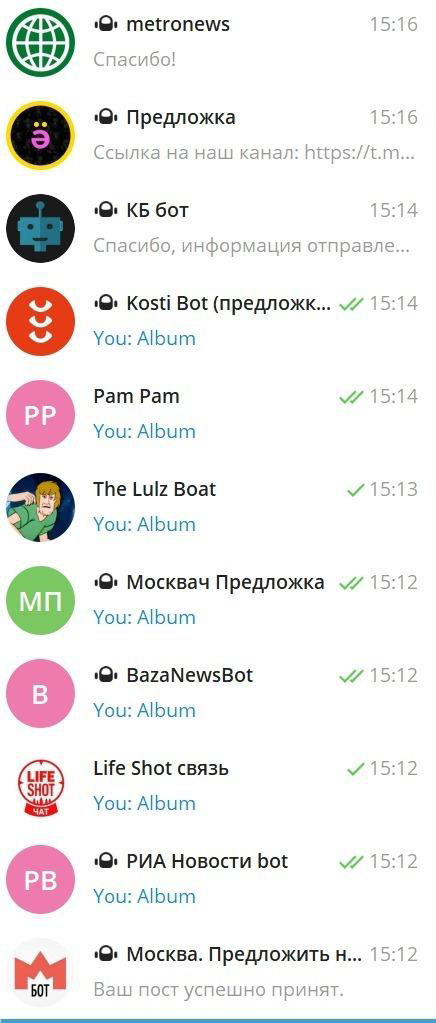 metronews 15:16
Спасибо!
ӛ
Предложка 15:16
Ссылка на наш канал: https://t.m...
КБ бот 15:14
Спасибо, информация отправле...
Kosti Bot (предложк... 15:14
You: Album
PP
Pam Pam 15:14
You: Album
The Lulz Boat 15:13
You: Album
МП
Москвач Предложка 15:12
You: Album
B
BazaNewsBot 15:12
You: Album
LIFE
SHOT
ЧАТ
Life Shot связь 15:12
You: Album
РВ
РИА Новости bot 15:12
You: Album
БОТ
Москва. Предложить н... 15:12
Ваш пост успешно принят.